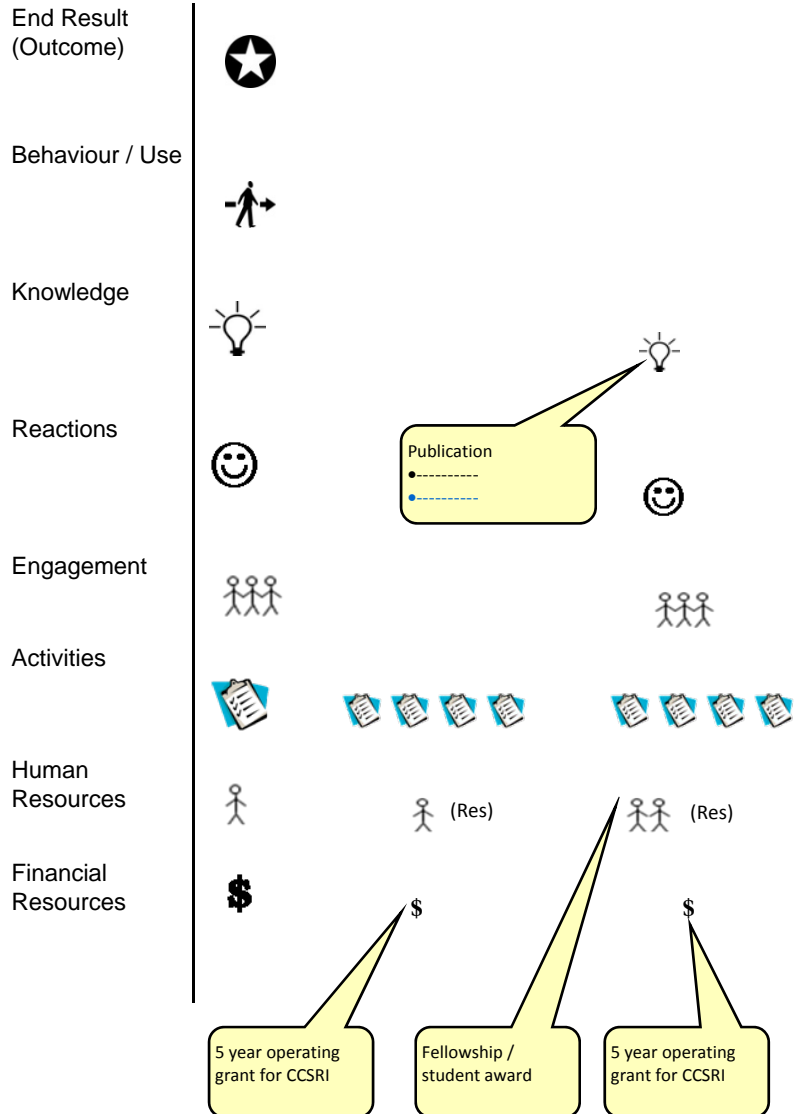 End Result
(Outcome)
Behaviour / Use
Knowledge
Reactions
Publication
●----------
●----------
Engagement
Activities
Human
Resources
(Res)
(Res)
Financial
Resources
$
$
$
5 year operating
grant for CCSRI
Fellowship /
student award
5 year operating
grant for CCSRI